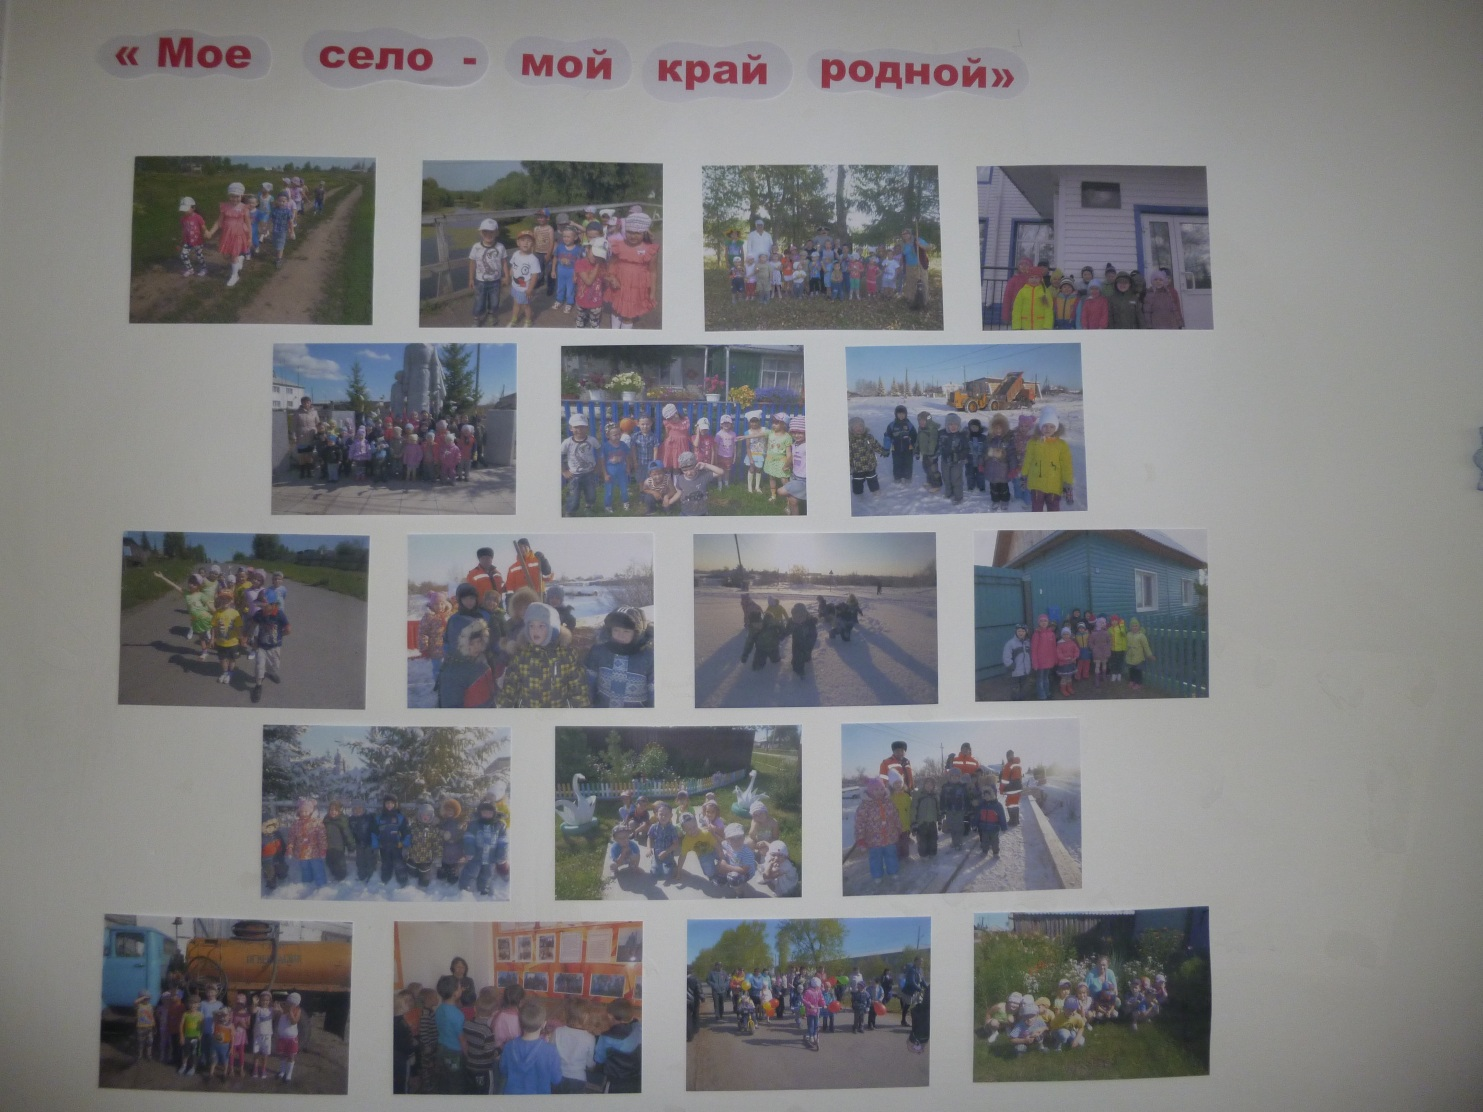 « Мое село - мой край родной»